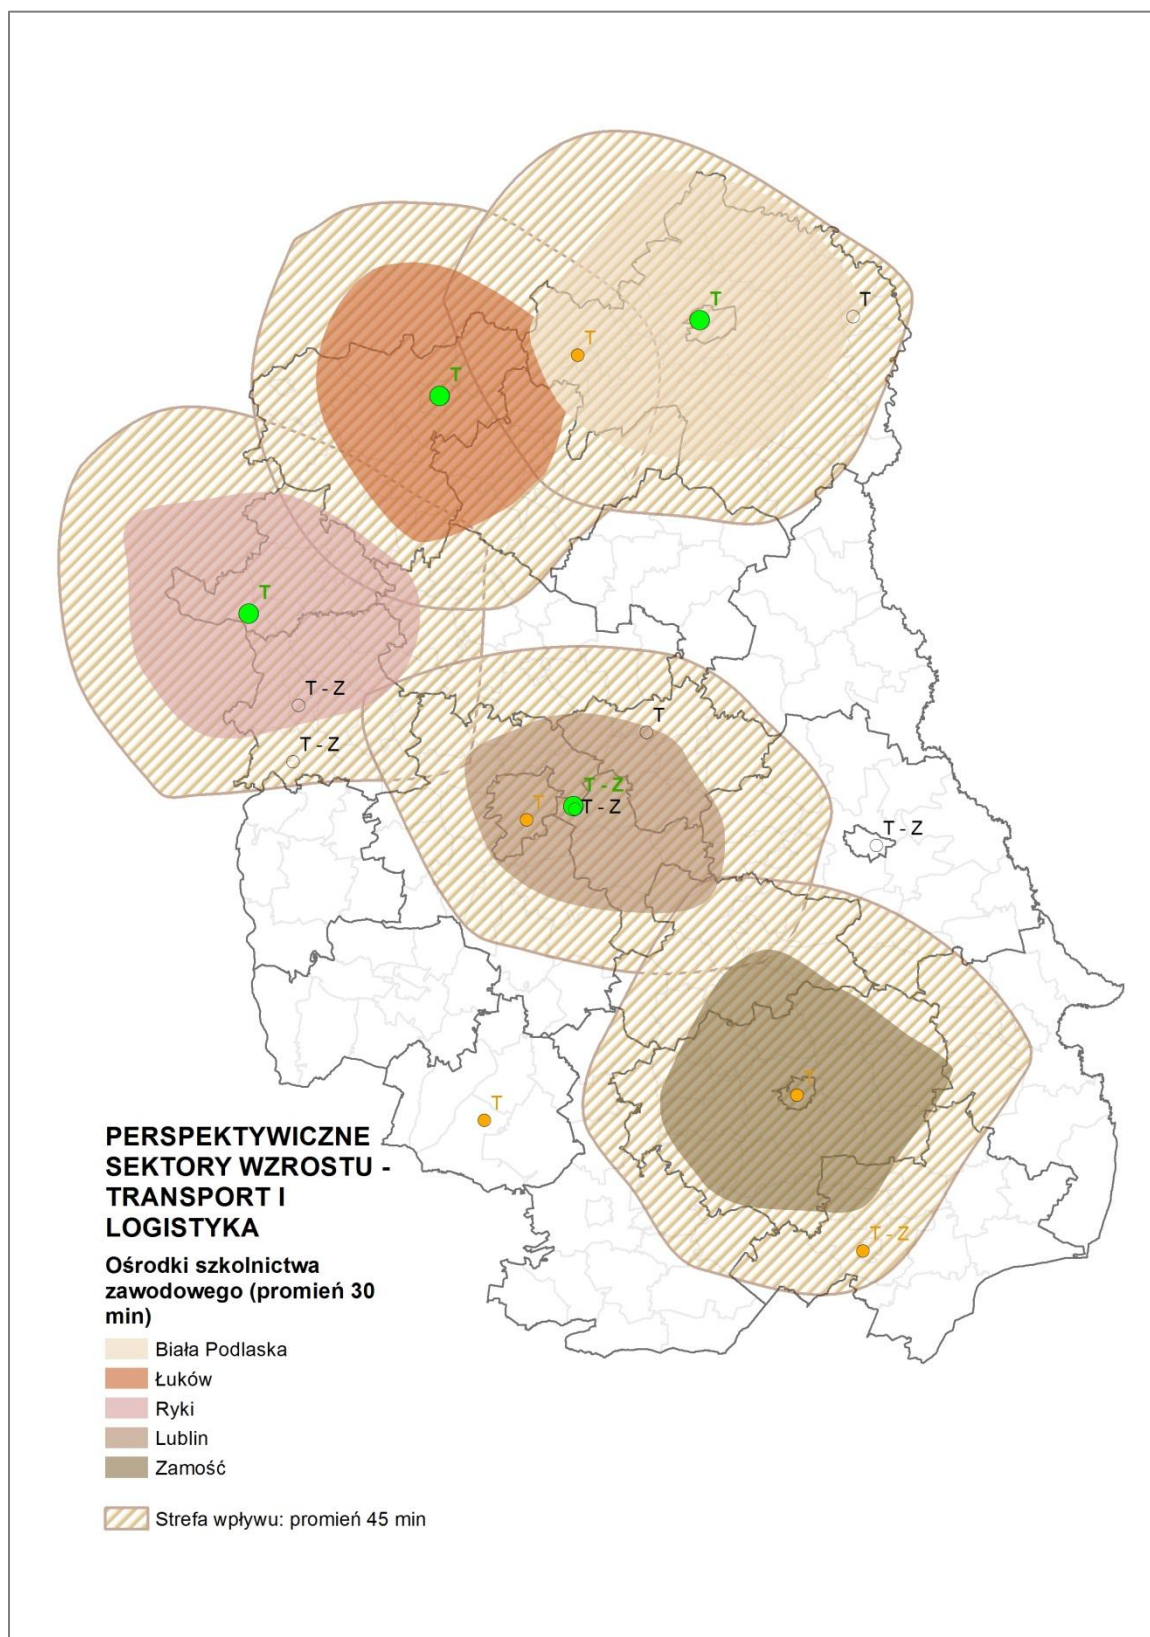 T
T
T
T
T
T - Z
T - Z
T
T - Z
T
T - Z
T - Z
T
T
T - Z
PERSPEKTYWICZNE
SEKTORY WZROSTU -
TRANSPORT I
LOGISTYKA
Ośrodki szkolnictwa
zawodowego (promień 30
min)
Biała Podlaska
Łuków
Ryki
Lublin
Zamość
Strefa wpływu: promień 45 min